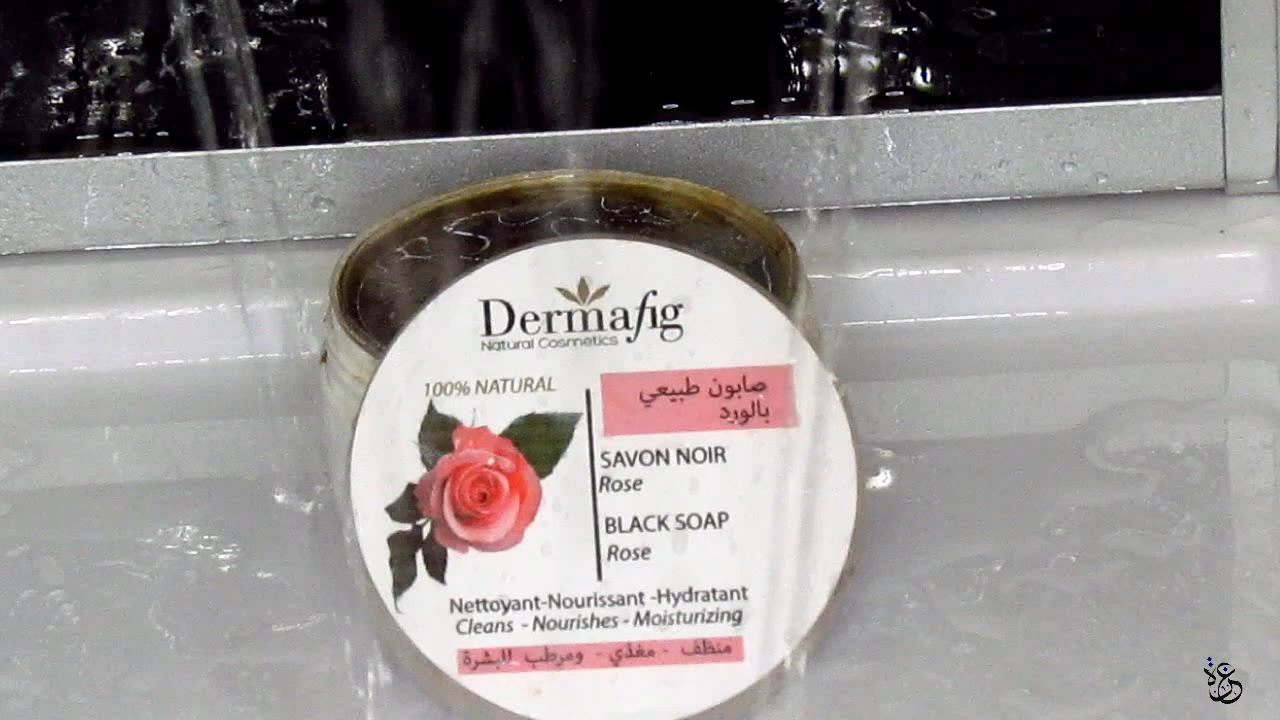 Dermafig
Natural Cosmetics
100% NATURAL
صابون طبيعي
بالورد
SAVON NOIR
Rose
BLACK SOAP
Rose
Nettoyant-Nourissant -Hydratant
Cleans - Nourishes - Moisturizing
منظف - مغذي - ومرطب للبشرة